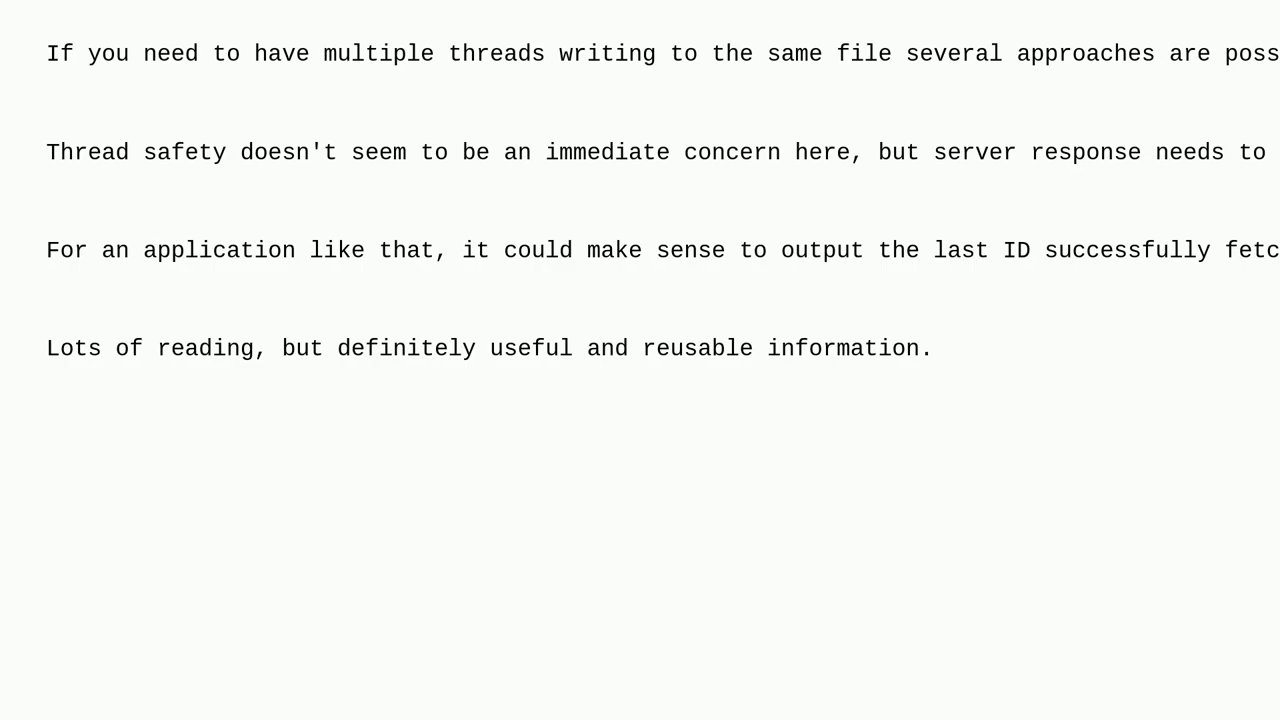 If you need to have multiple threads writing to the same file several approaches are poss
Thread safety doesn't seem to be an immediate concern here, but server response needs to
For an application like that, it could make sense to output the last ID successfully fetc
Lots of reading, but definitely useful and reusable information.